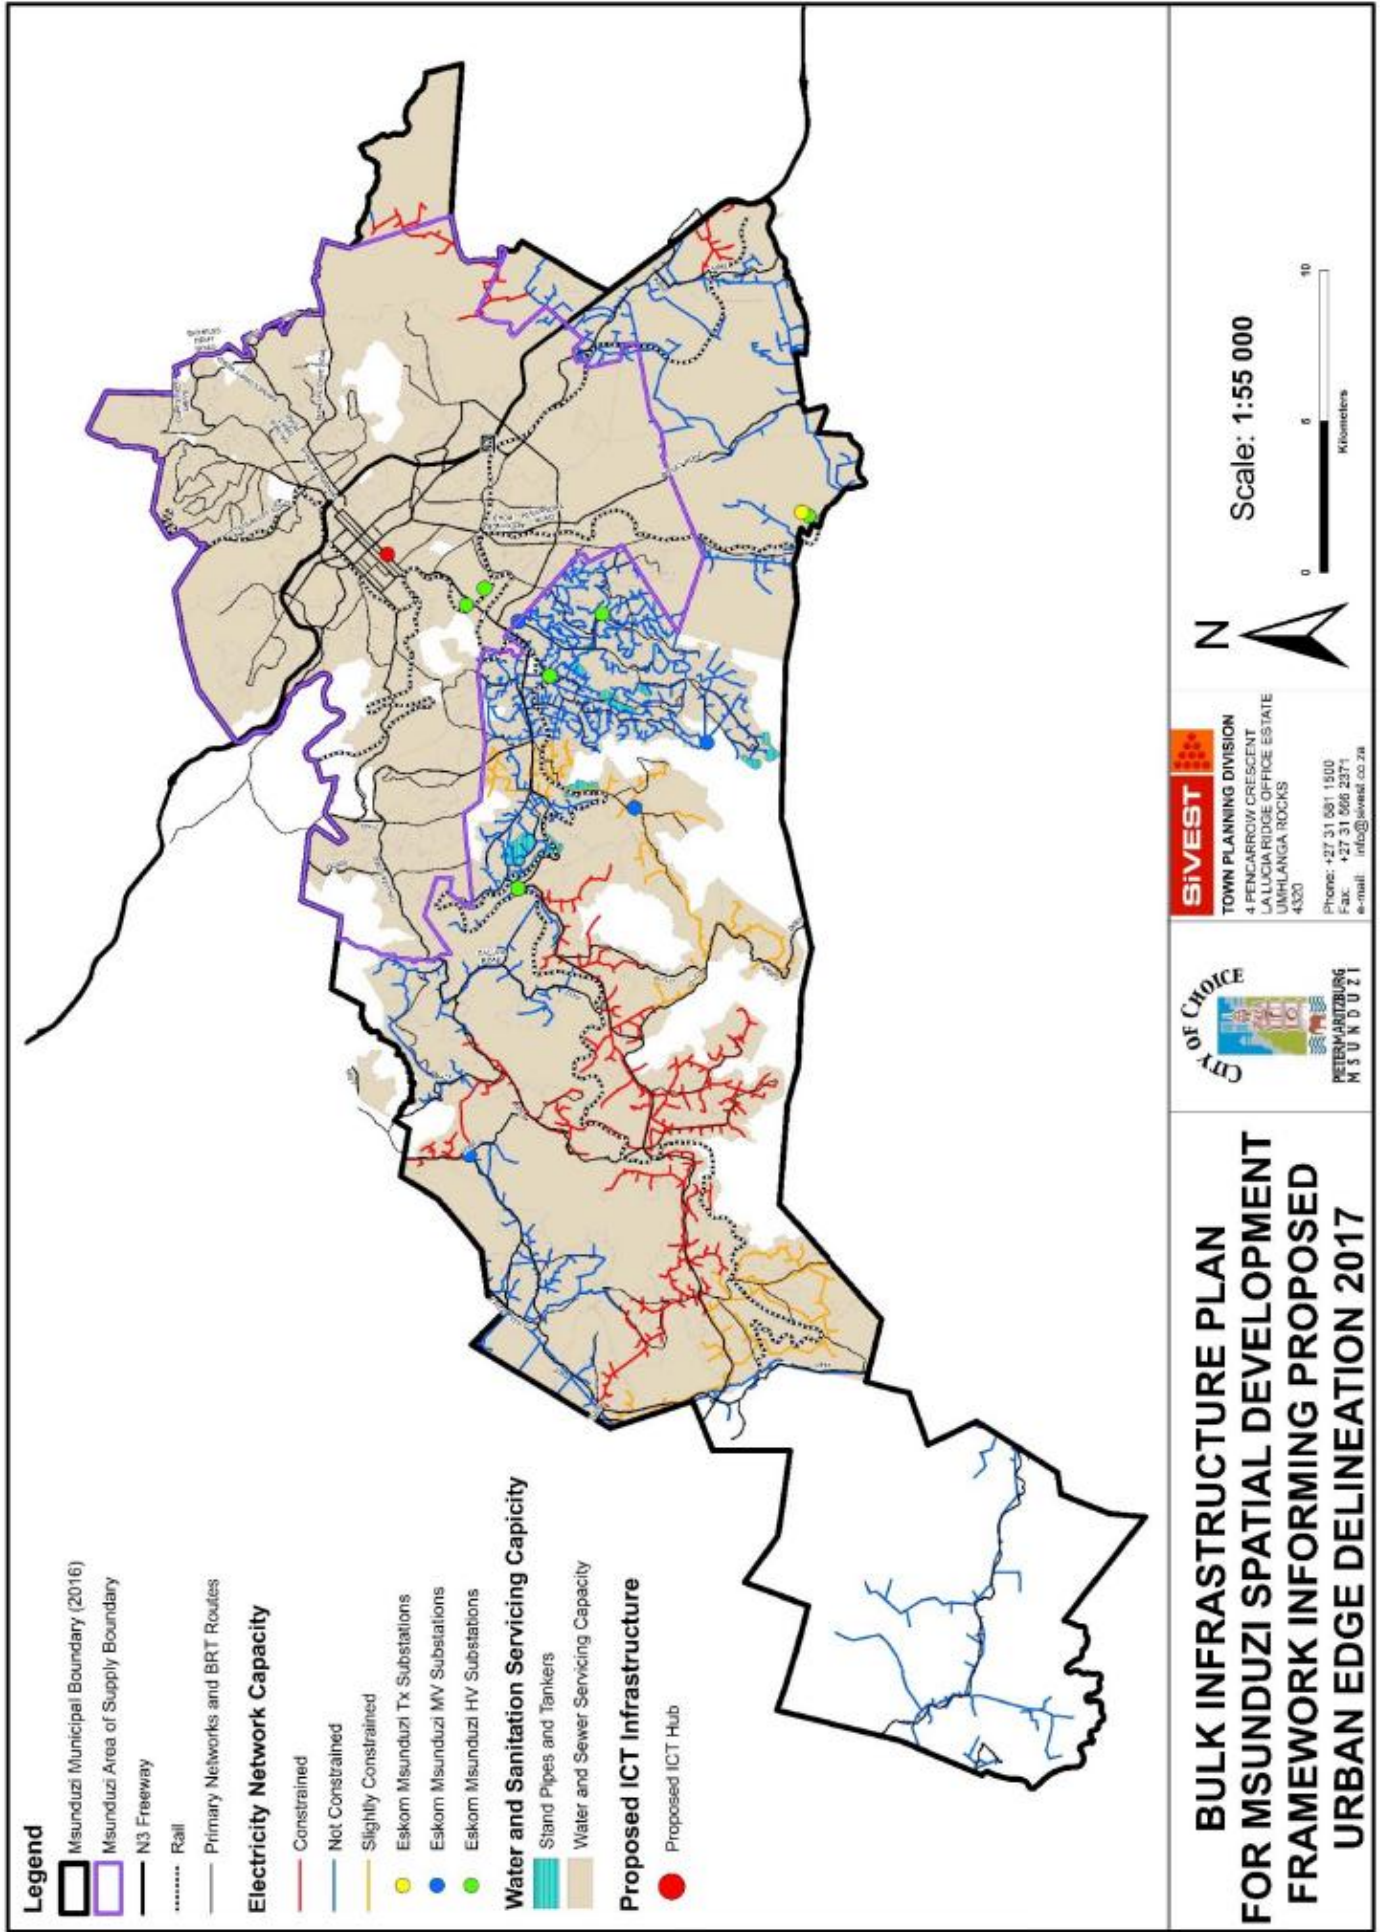 Legend
Msunduzi Municipal Boundary (2016)
Msunduzi Area of Supply Boundary
N3 Freeway
Rail
Primary Networks and BRT Routes
Electricity Network Capacity
Constrained
Not Constrained
Slightly Constrained
Eskom Msunduzi Tx Substations
Eskom Msunduzi MV Substations
Eskom Msunduzi HV Substations
Water and Sanitation Servicing Capicity
Stand Pipes and Tankers
Water and Sewer Servicing Capacity
Proposed ICT Infrastructure
Proposed ICT Hub
BULK INFRASTRUCTURE PLAN
FOR MSUNDUZI SPATIAL DEVELOPMENT
FRAMEWORK INFORMING PROPOSED
URBAN EDGE DELINEATION 2017
CITY OF CHOICE
PIETERMARITZBURG
MSUNDUZI
SiVEST
TOWN PLANNING DIVISION
4 PENCARROW CRESCENT
LA LUCIA RIDGE OFFICE ESTATE
UMHLANGA ROCKS
4320
Phone: +27 31 581 1500
Fax: +27 31 566 2371
e-mail: info@sivest.co.za
N
Scale: 1:55 000
0 5 10
Kilometers